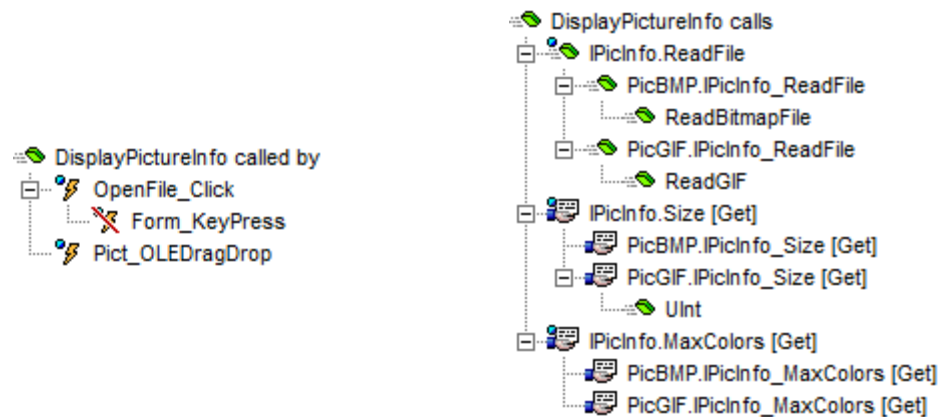 DisplayPictureInfo called by
OpenFile_Click
Form_KeyPress
Pict_OLEDragDrop
DisplayPictureInfo calls
IPicInfo.ReadFile
PicBMP.IPicInfo_ReadFile
ReadBitmapFile
PicGIF.IPicInfo_ReadFile
ReadGIF
IPicInfo.Size [Get]
PicBMP.IPicInfo_Size [Get]
PicGIF.IPicInfo_Size [Get]
UInt
IPicInfo.MaxColors [Get]
PicBMP.IPicInfo_MaxColors [Get]
PicGIF.IPicInfo_MaxColors [Get]